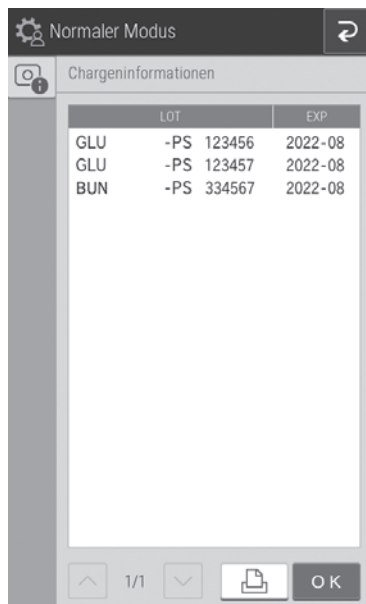 Normaler Modus
Chargeninformationen
LOT EXP
GLU -PS 123456 2022-08
GLU -PS 123457 2022-08
BUN -PS 334567 2022-08
1/1 OK